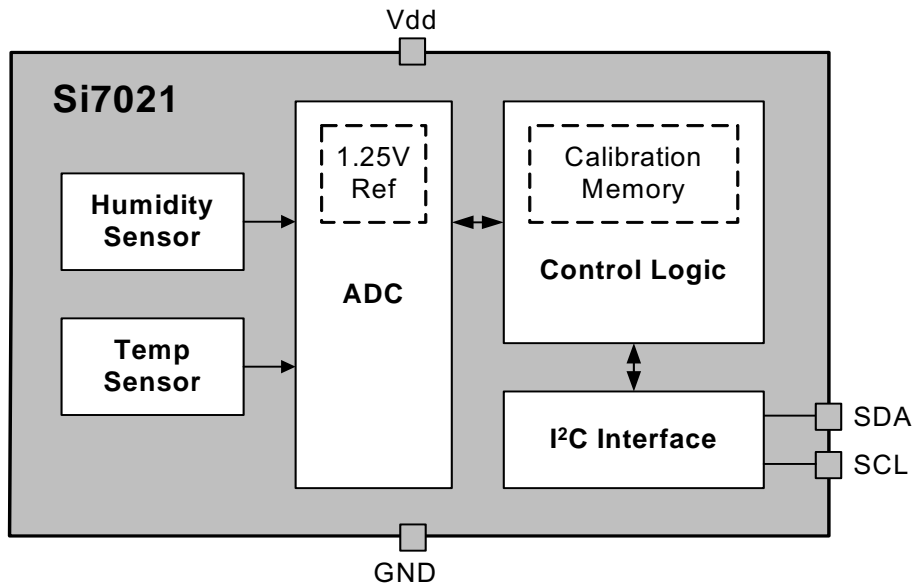 Vdd
Si7021
1.25V
Ref
Calibration
Memory
Humidity
Sensor
ADC
Control Logic
Temp
Sensor
I²C Interface
SDA
SCL
GND